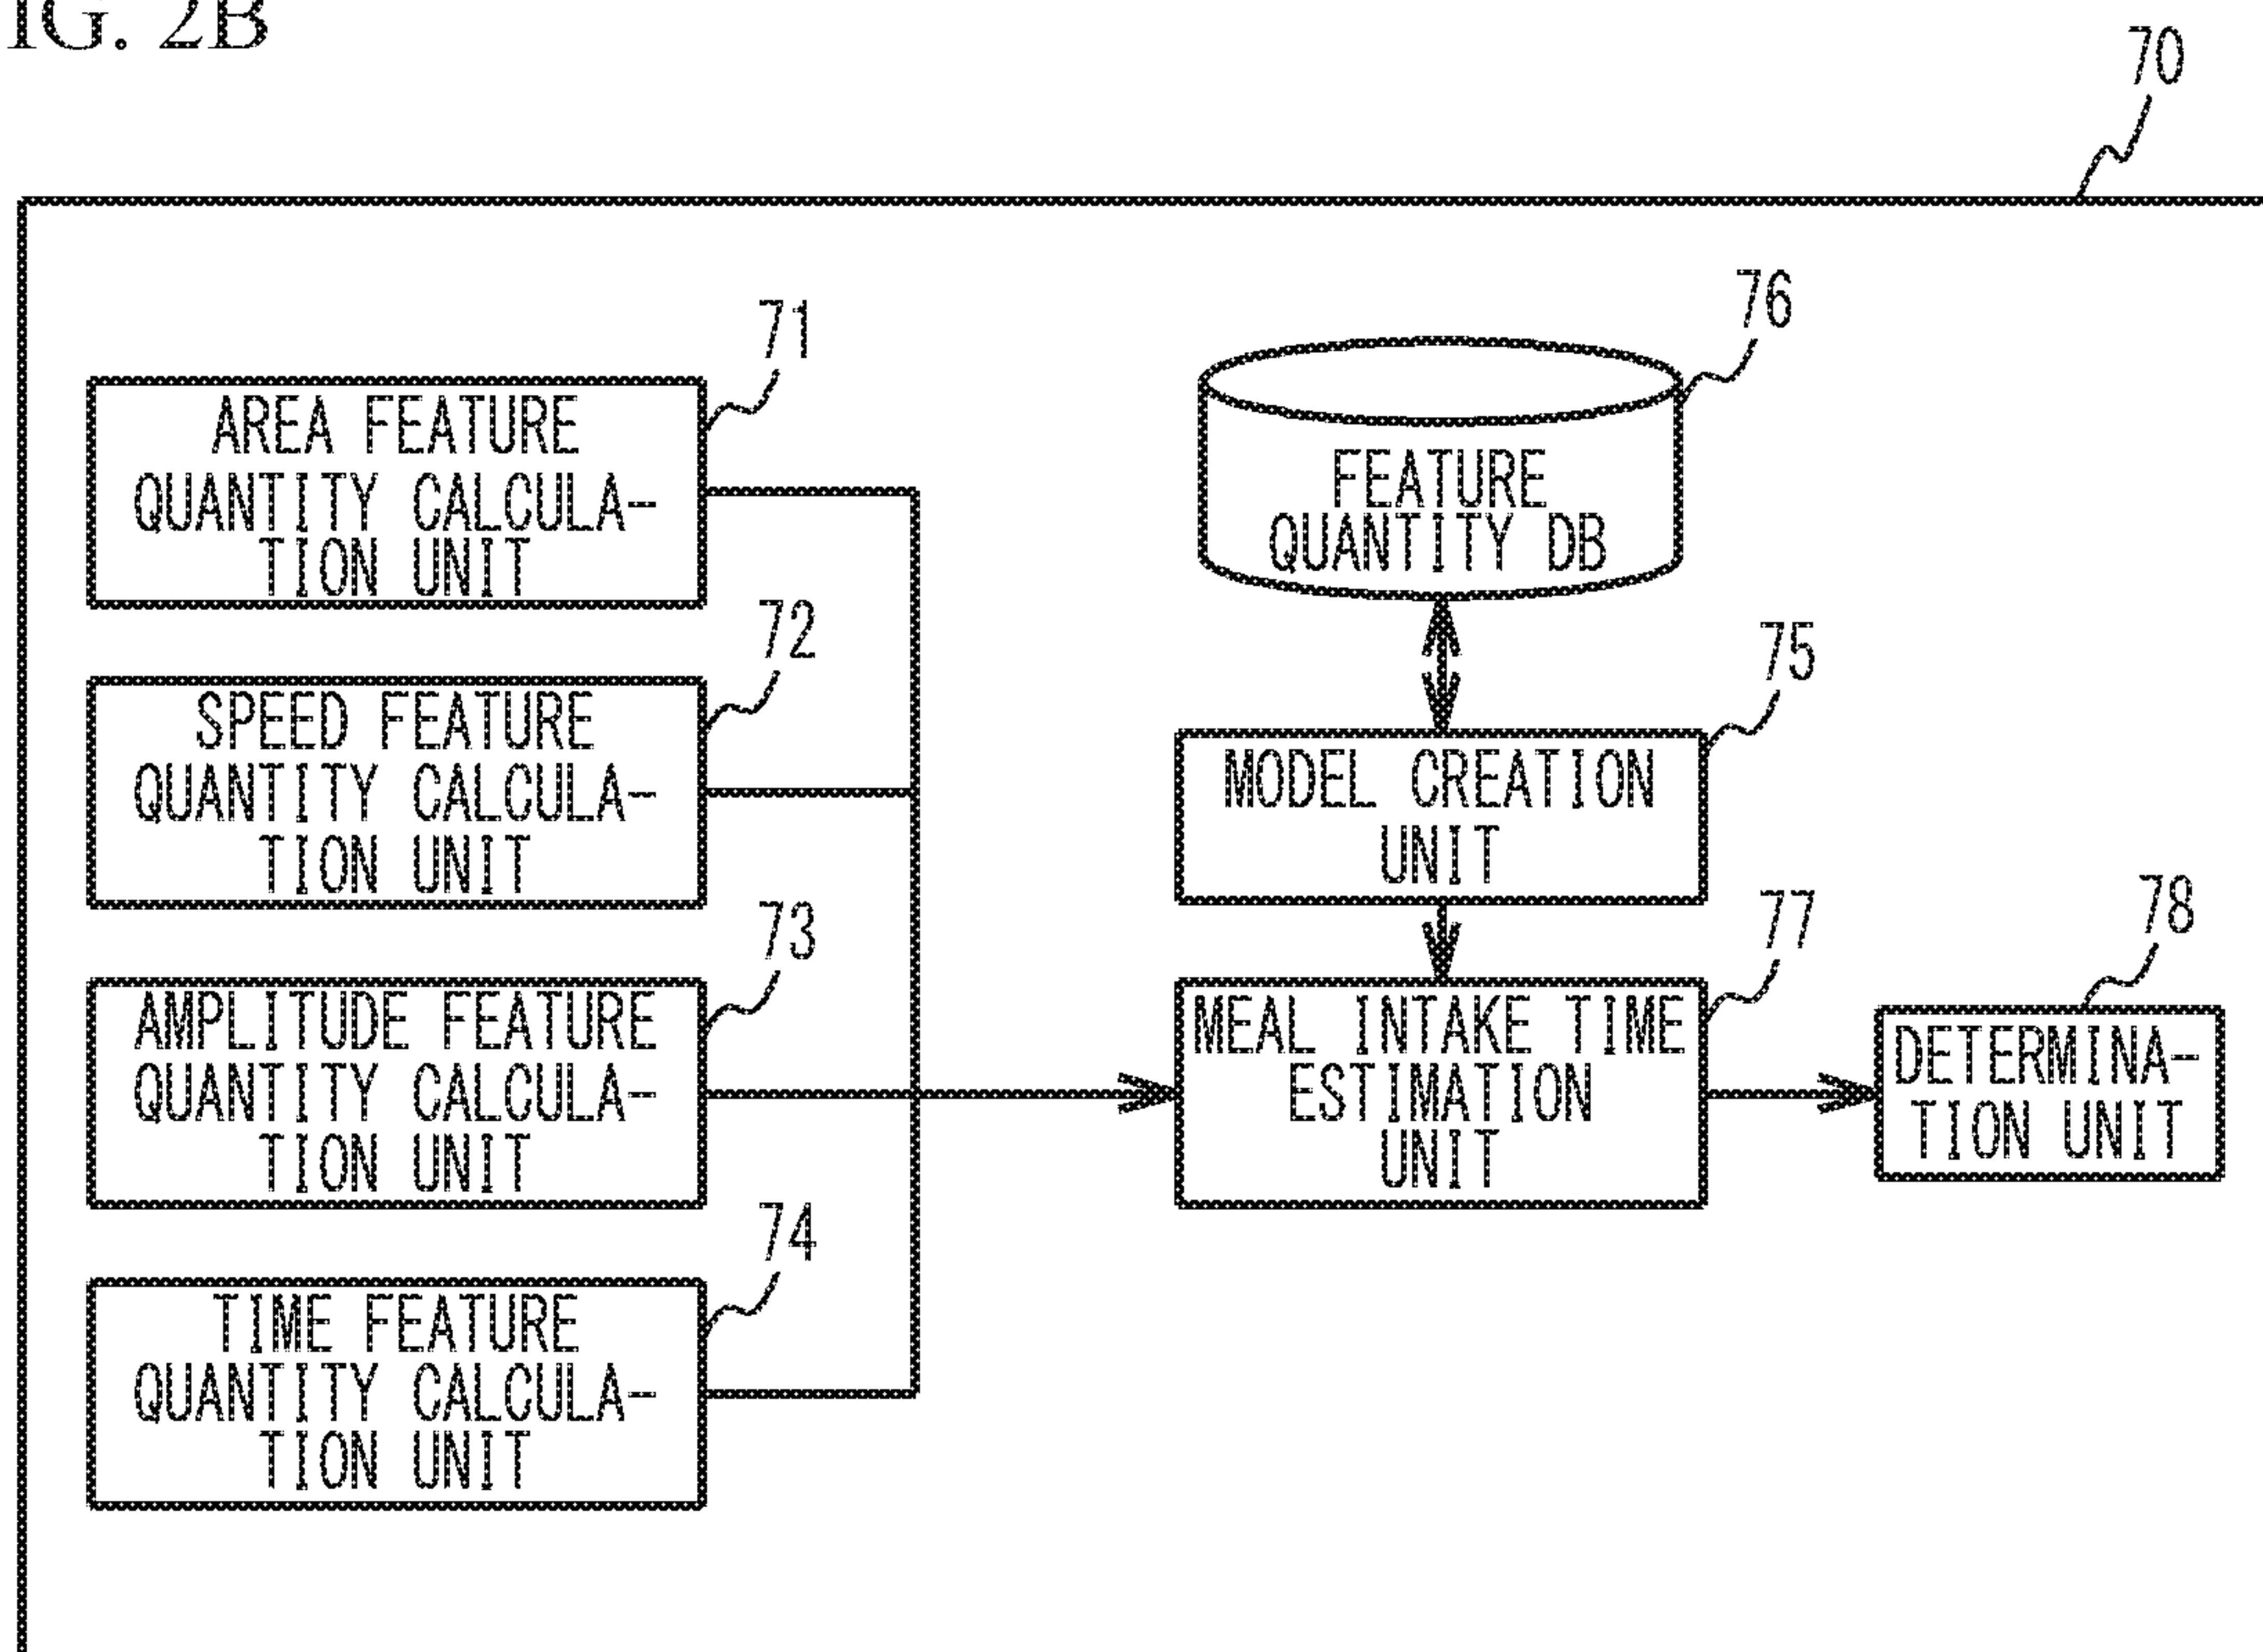 IG. 2B
70
71
AREA FEATURE
QUANTITY CALCULA-
TION UNIT
72
SPEED FEATURE
QUANTITY CALCULA-
TION UNIT
73
AMPLITUDE FEATURE
QUANTITY CALCULA-
TION UNIT
74
TIME FEATURE
QUANTITY CALCULA-
TION UNIT
76
FEATURE
QUANTITY DB
75
MODEL CREATION
UNIT
77
MEAL INTAKE TIME
ESTIMATION
UNIT
78
DETERMINA-
TION UNIT